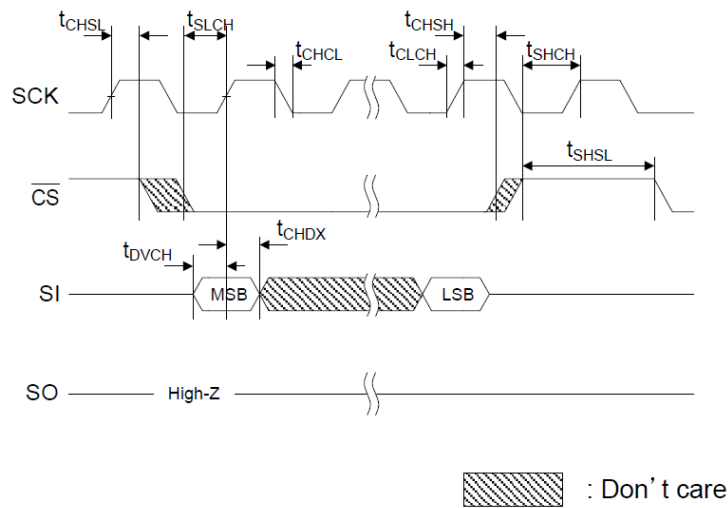 tCHSL
tSLCH
tCHCL
tCHSH
tCLCH
tSHCH
SCK
tSHSL
CS
tDVCH
tCHDX
SI
MSB
LSB
SO
High-Z
: Don't care